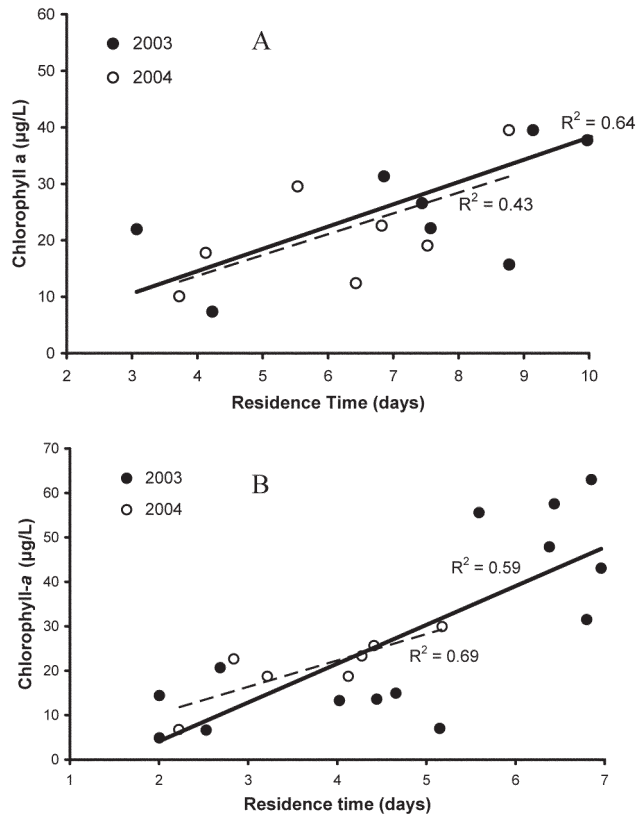 60
A
2003
50
2004
40
R² = 0.64
Chlorophyll a (µg/L)
30
R² = 0.43
20
10
0
2 3 4 5 6 7 8 9 10
Residence Time (days)
70
B
2003
60
2004
50
R² = 0.59
Chlorophyll-a (µg/L)
40
30
R² = 0.69
20
10
0
1 2 3 4 5 6 7
Residence time (days)